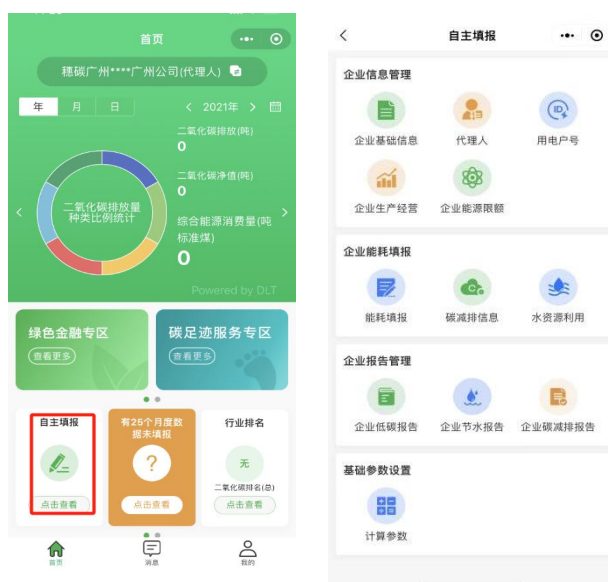 首页
穗碳广州****广州公司(代理人)
年
月
日
2021年
二氧化碳排放(吨)
0
二氧化碳净值(吨)
0
综合能源消费量(吨
标准煤)
0
二氧化碳排放量
种类比例统计
Powered by DLT
绿色金融专区
查看更多
碳足迹服务专区
查看更多
自主填报
点击查看
有25个月度数
据未填报
?
点击查看
行业排名
无
二氧化碳排名(总)
点击查看
首页
消息
我的
自主填报
企业信息管理
企业基础信息
代理人
ID
用电户号
企业生产经营
企业能源限额
企业能耗填报
能耗填报
碳减排信息
水资源利用
企业报告管理
企业低碳报告
企业节水报告
企业碳减排报告
基础参数设置
计算参数